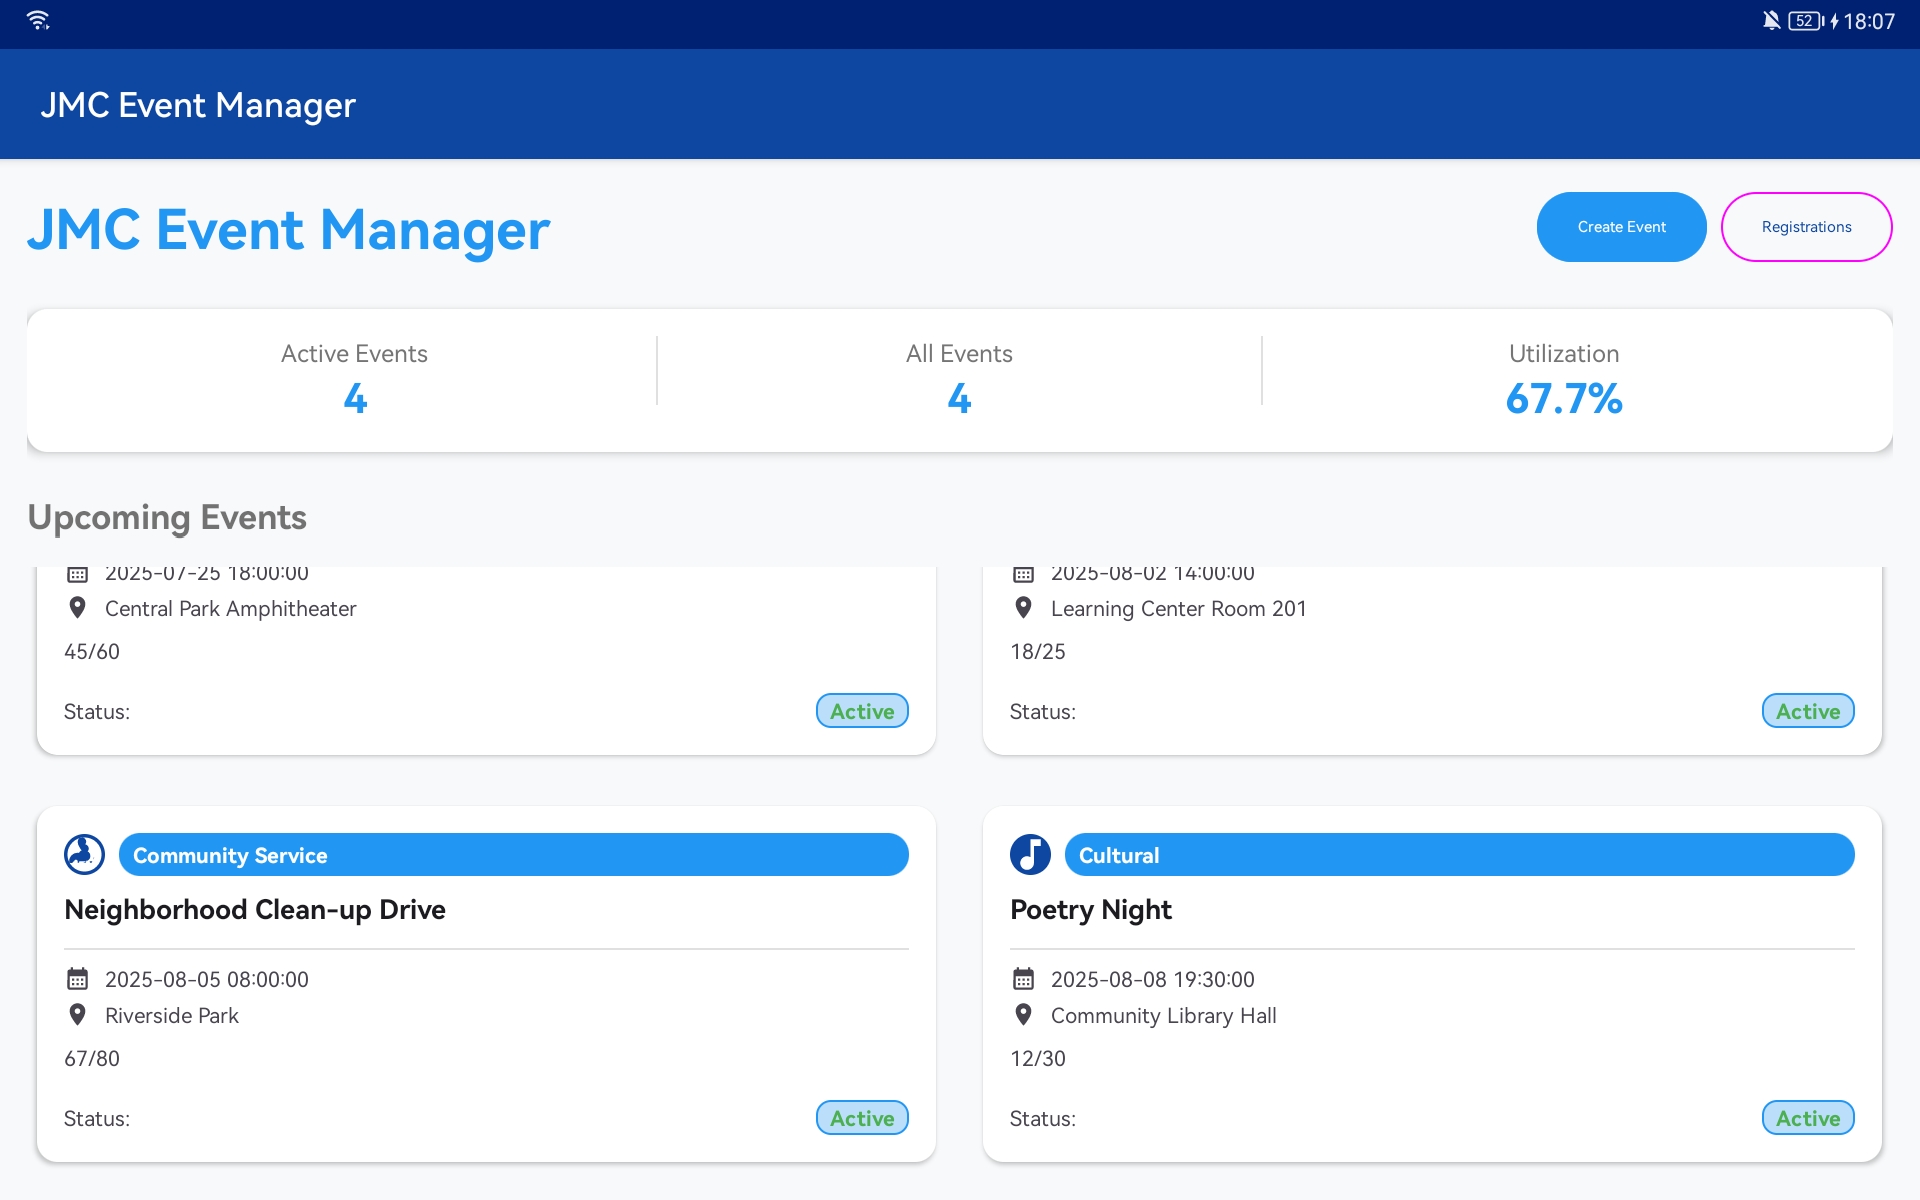 52 18:07
JMC Event Manager
JMC Event Manager
Create Event
Registrations
Active Events
4
All Events
4
Utilization
67.7%
Upcoming Events
2025-07-25 18:00:00
Central Park Amphitheater
45/60
Status:
Active
2025-08-02 14:00:00
Learning Center Room 201
18/25
Status:
Active
Community Service
Neighborhood Clean-up Drive
2025-08-05 08:00:00
Riverside Park
67/80
Status:
Active
Cultural
Poetry Night
2025-08-08 19:30:00
Community Library Hall
12/30
Status:
Active